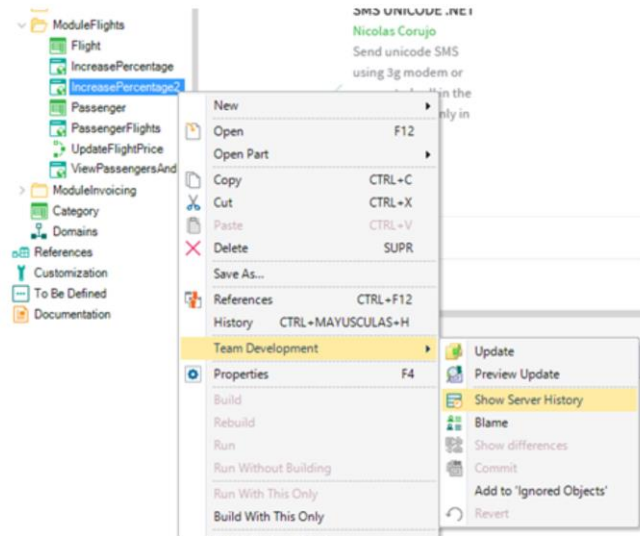 ModuleFlights
Flight
IncreasePercentage
IncreasePercentage2
Passenger
PassengerFlights
UpdateFlightPrice
ViewPassengersAnd
ModuleInvoicing
Category
Domains
References
Customization
To Be Defined
Documentation
SMS UNICODE .NET
Nicolas Corujo
Send unicode SMS
using 3g modem or
in the
nly in
New
Open F12
Open Part
Copy CTRL+C
Cut CTRL+X
Paste CTRL+V
Delete SUPR
Save As...
References CTRL+F12
History CTRL+MAYUSCULAS+H
Team Development
Properties F4
Build
Rebuild
Run
Run Without Building
Run With This Only
Build With This Only
Update
Preview Update
Show Server History
Blame
Show differences
Commit
Add to 'Ignored Objects'
Revert